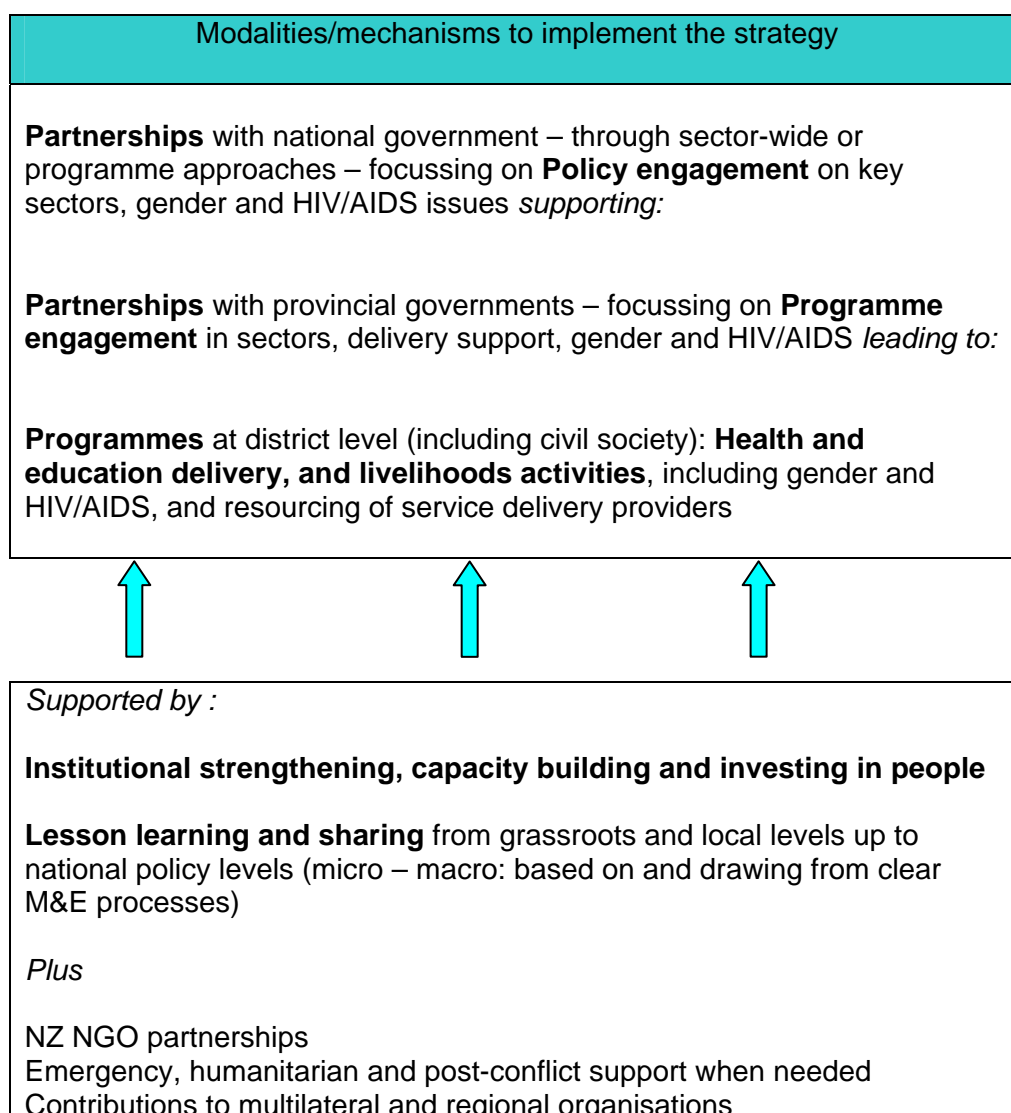 Modalities/mechanisms to implement the strategy
Partnerships with national government – through sector-wide or
programme approaches – focussing on Policy engagement on key
sectors, gender and HIV/AIDS issues supporting:
Partnerships with provincial governments – focussing on Programme
engagement in sectors, delivery support, gender and HIV/AIDS leading to:
Programmes at district level (including civil society): Health and
education delivery, and livelihoods activities, including gender and
HIV/AIDS, and resourcing of service delivery providers
Supported by :
Institutional strengthening, capacity building and investing in people
Lesson learning and sharing from grassroots and local levels up to
national policy levels (micro – macro: based on and drawing from clear
M&E processes)
Plus
NZ NGO partnerships
Emergency, humanitarian and post-conflict support when needed
Contributions to multilateral and regional organisations